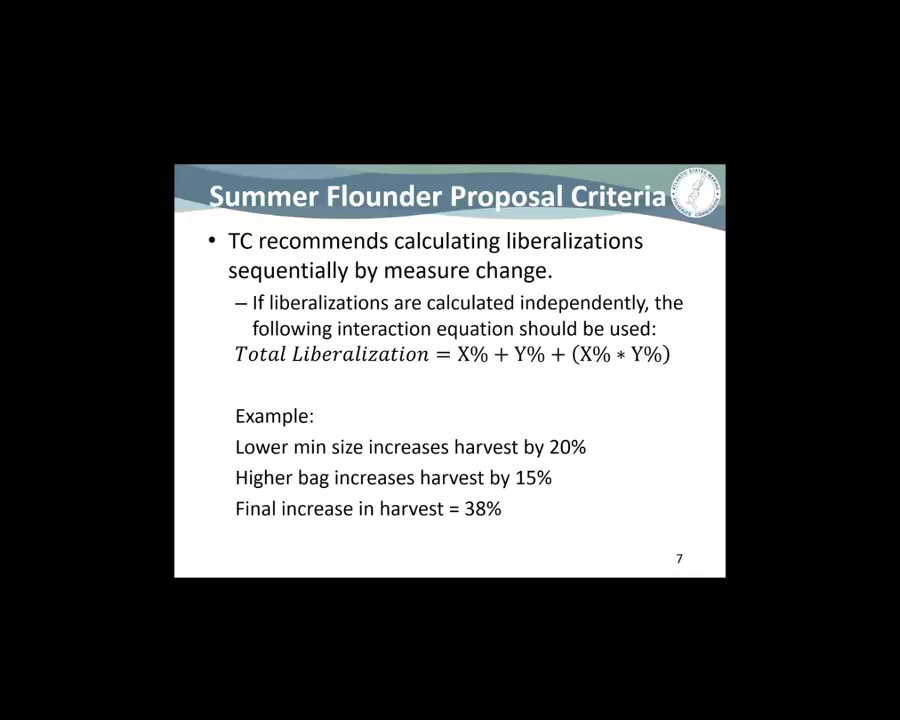 Summer Flounder Proposal Criteria
• TC recommends calculating liberalizations
sequentially by measure change.
– If liberalizations are calculated independently, the
following interaction equation should be used:
Total Liberalization = X% + Y% + (X% ∗ Y%)
Example:
Lower min size increases harvest by 20%
Higher bag increases harvest by 15%
Final increase in harvest = 38%
7